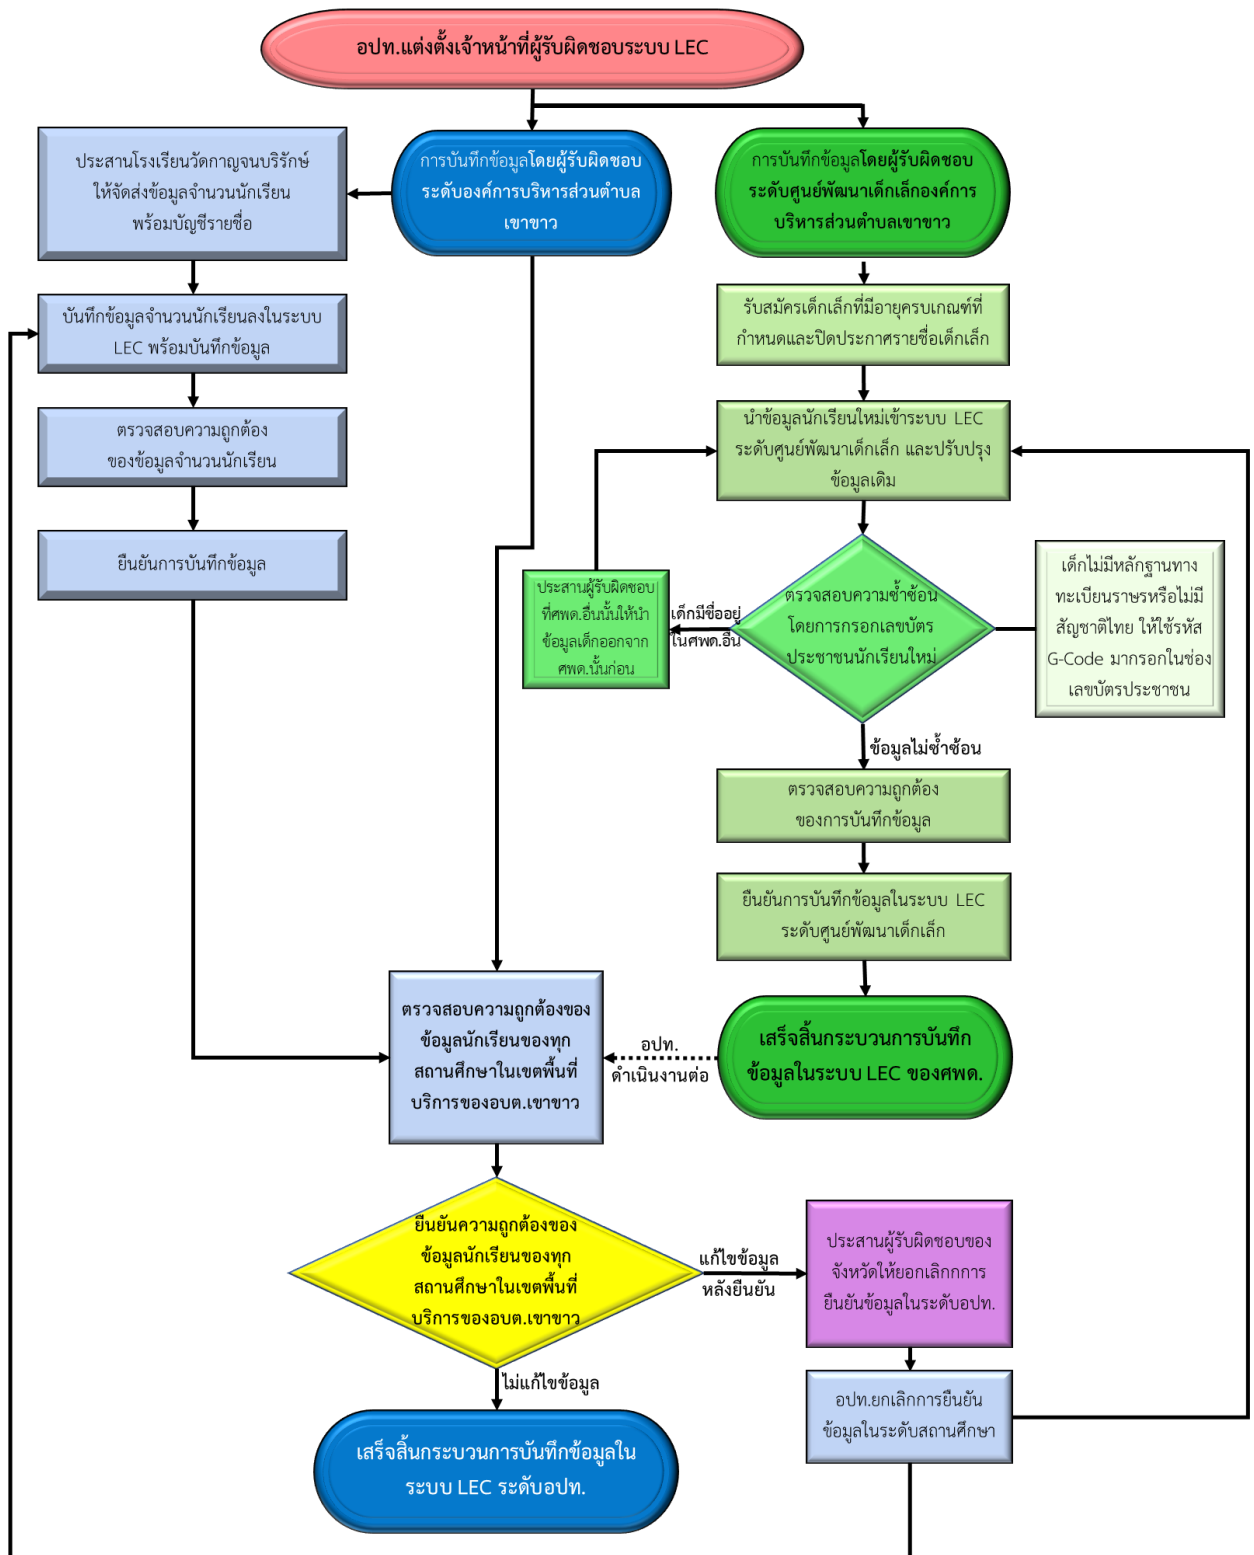 อปท.แต่งตั้งเจ้าหน้าที่ผู้รับผิดชอบระบบ LEC
ประสานโรงเรียนวัดกาญจนบริรักษ์
ให้จัดส่งข้อมูลจำนวนนักเรียน
พร้อมบัญชีรายชื่อ
การบันทึกข้อมูลโดยผู้รับผิดชอบ
ระดับองค์การบริหารส่วนตำบล
เขาขาว
การบันทึกข้อมูลโดยผู้รับผิดชอบ
ระดับศูนย์พัฒนาเด็กเล็กองค์การ
บริหารส่วนตำบลเขาขาว
บันทึกข้อมูลจำนวนนักเรียนลงในระบบ
LEC พร้อมบันทึกข้อมูล
รับสมัครเด็กเล็กที่มีอายุครบเกณฑ์ที่
กำหนดและปิดประกาศรายชื่อเด็กเล็ก
ตรวจสอบความถูกต้อง
ของข้อมูลจำนวนนักเรียน
นำข้อมูลนักเรียนใหม่เข้าระบบ LEC
ระดับศูนย์พัฒนาเด็กเล็ก และปรับปรุง
ข้อมูลเดิม
ยืนยันการบันทึกข้อมูล
ประสานผู้รับผิดชอบ
ที่ศพด.อื่นนั้นให้นำ
ข้อมูลเด็กออกจาก
ศพด.นั้นก่อน
เด็กมีชื่ออยู่
ในศพด.อื่น
ตรวจสอบความซ้ำซ้อน
โดยการกรอกเลขบัตร
ประชาชนนักเรียนใหม่
เด็กไม่มีหลักฐานทาง
ทะเบียนราษรหรือไม่มี
สัญชาติไทย ให้ใช้รหัส
G-Code มากรอกในช่อง
เลขบัตรประชาชน
ข้อมูลไม่ซ้ำซ้อน
ตรวจสอบความถูกต้อง
ของการบันทึกข้อมูล
ยืนยันการบันทึกข้อมูลในระบบ LEC
ระดับศูนย์พัฒนาเด็กเล็ก
ตรวจสอบความถูกต้องของ
ข้อมูลนักเรียนของทุก
สถานศึกษาในเขตพื้นที่
บริการของอบต.เขาขาว
อปท.
ดำเนินงานต่อ
เสร็จสิ้นกระบวนการบันทึก
ข้อมูลในระบบ LEC ของศพด.
ยืนยันความถูกต้องของ
ข้อมูลนักเรียนของทุก
สถานศึกษาในเขตพื้นที่
บริการของอบต.เขาขาว
แก้ไขข้อมูล
หลังยืนยัน
ประสานผู้รับผิดชอบของ
จังหวัดให้ยอกเลิกกการ
ยืนยันข้อมูลในระดับอปท.
ไม่แก้ไขข้อมูล
อปท.ยกเลิกการยืนยัน
ข้อมูลในระดับสถานศึกษา
เสร็จสิ้นกระบวนการบันทึกข้อมูลใน
ระบบ LEC ระดับอปท.